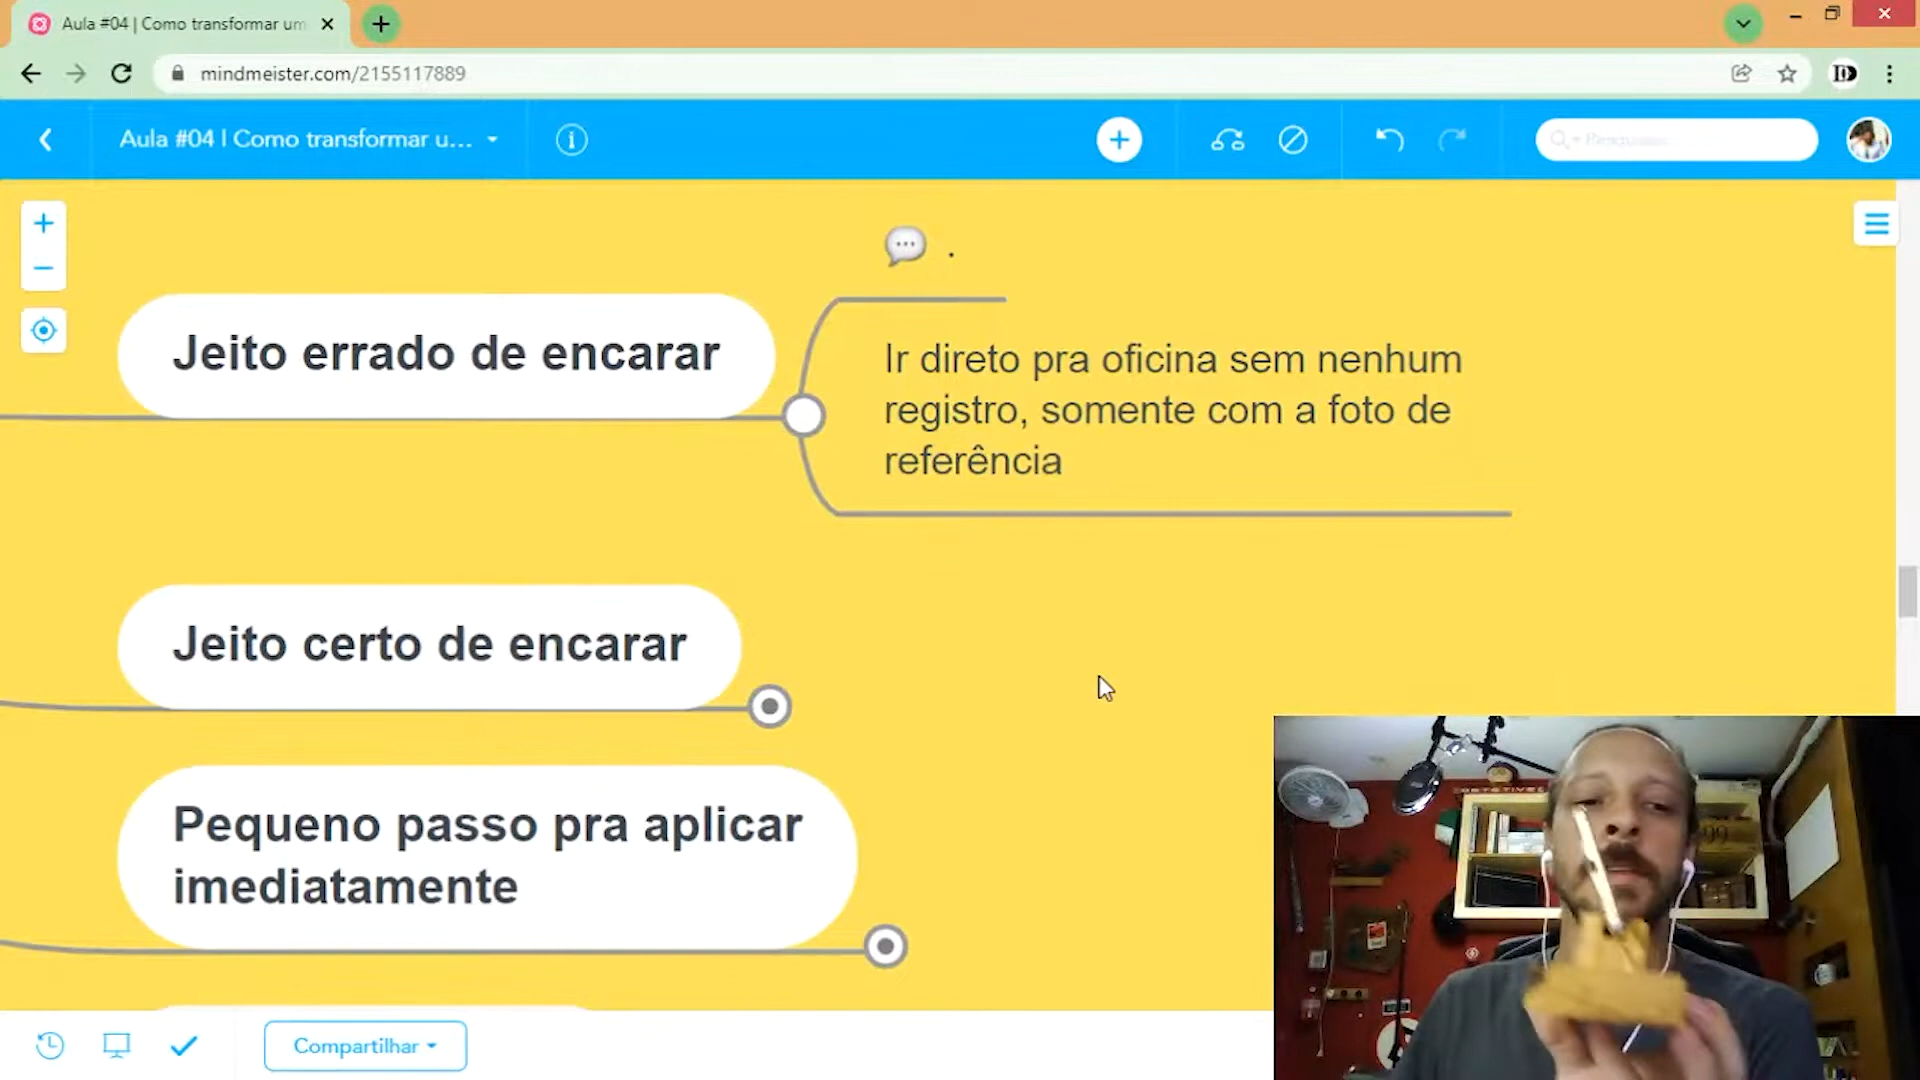 Aula #04 | Como transformar um
mindmeister.com/2155117889
Aula #04 | Como transformar u...
Jeito errado de encarar
.
Ir direto pra oficina sem nenhum
registro, somente com a foto de
referência
Jeito certo de encarar
Pequeno passo pra aplicar
imediatamente
Compartilhar